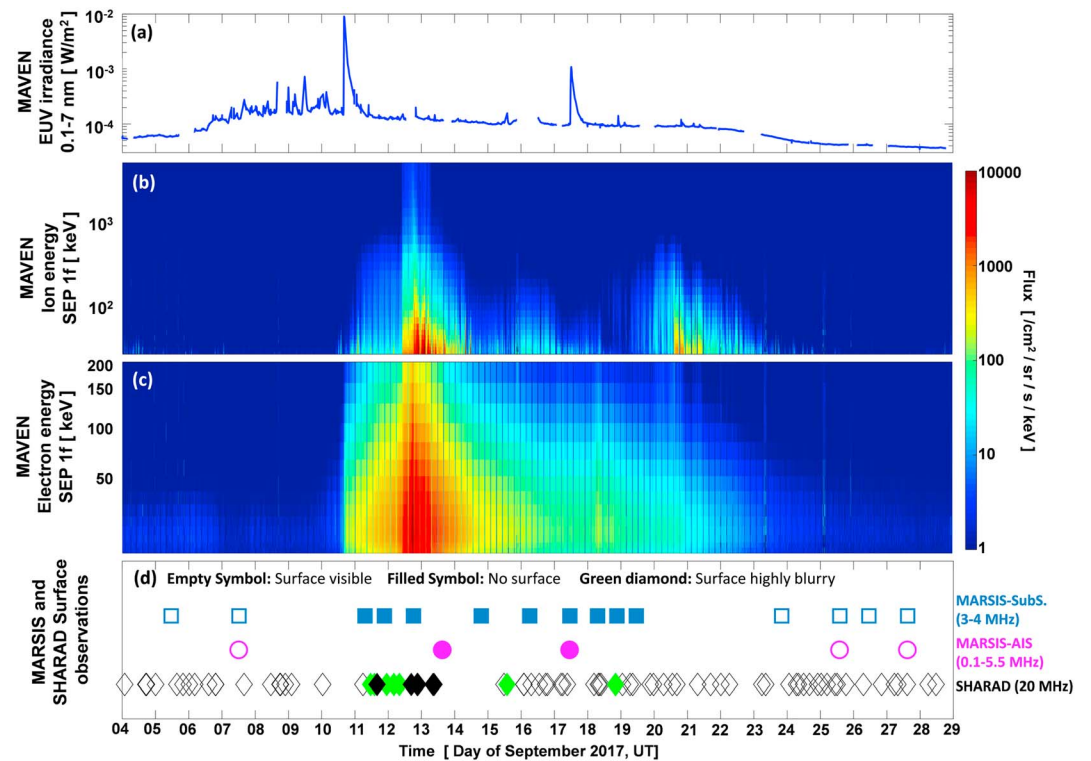 (a)
MAVEN
EUV irradiance
0.1-7 nm [ W/m²]
10⁻²
10⁻³
10⁻⁴
(b)
MAVEN
Ion energy
SEP 1f [ keV]
10³
10²
(c)
MAVEN
Electron energy
SEP 1f [ keV]
200
150
100
50
10000
1000
100
10
1
Flux [ /cm² / sr / s / keV]
(d)
Empty Symbol: Surface visible Filled Symbol: No surface Green diamond: Surface highly blurry
MARSIS and
SHARAD Surface
observations
MARSIS-SubS.
(3-4 MHz)
MARSIS-AIS
(0.1-5.5 MHz)
SHARAD (20 MHz)
04 05 06 07 08 09 10 11 12 13 14 15 16 17 18 19 20 21 22 23 24 25 26 27 28 29
Time [ Day of September 2017, UT]